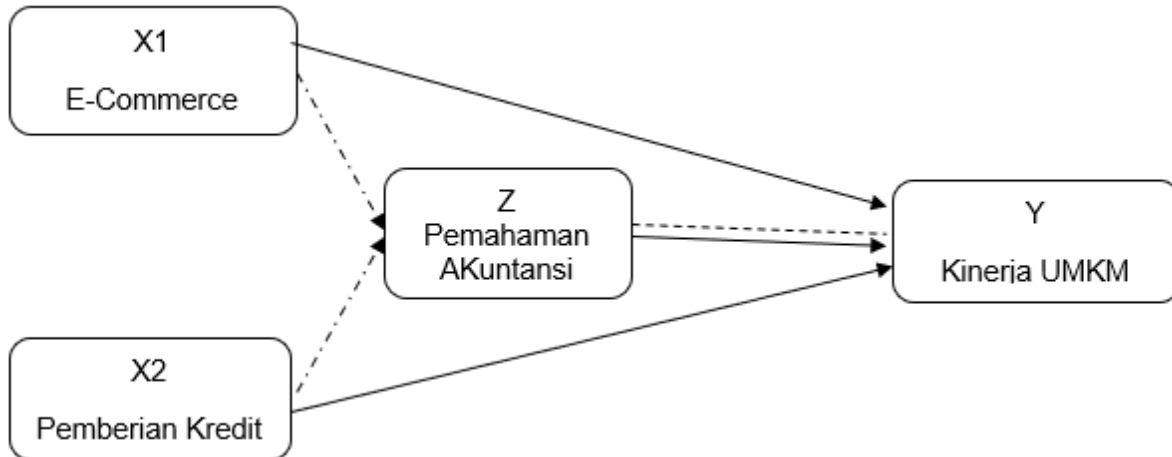 X1
E-Commerce
Z
Pemahaman
AKuntansi
Y
Kinerja UMKM
X2
Pemberian Kredit